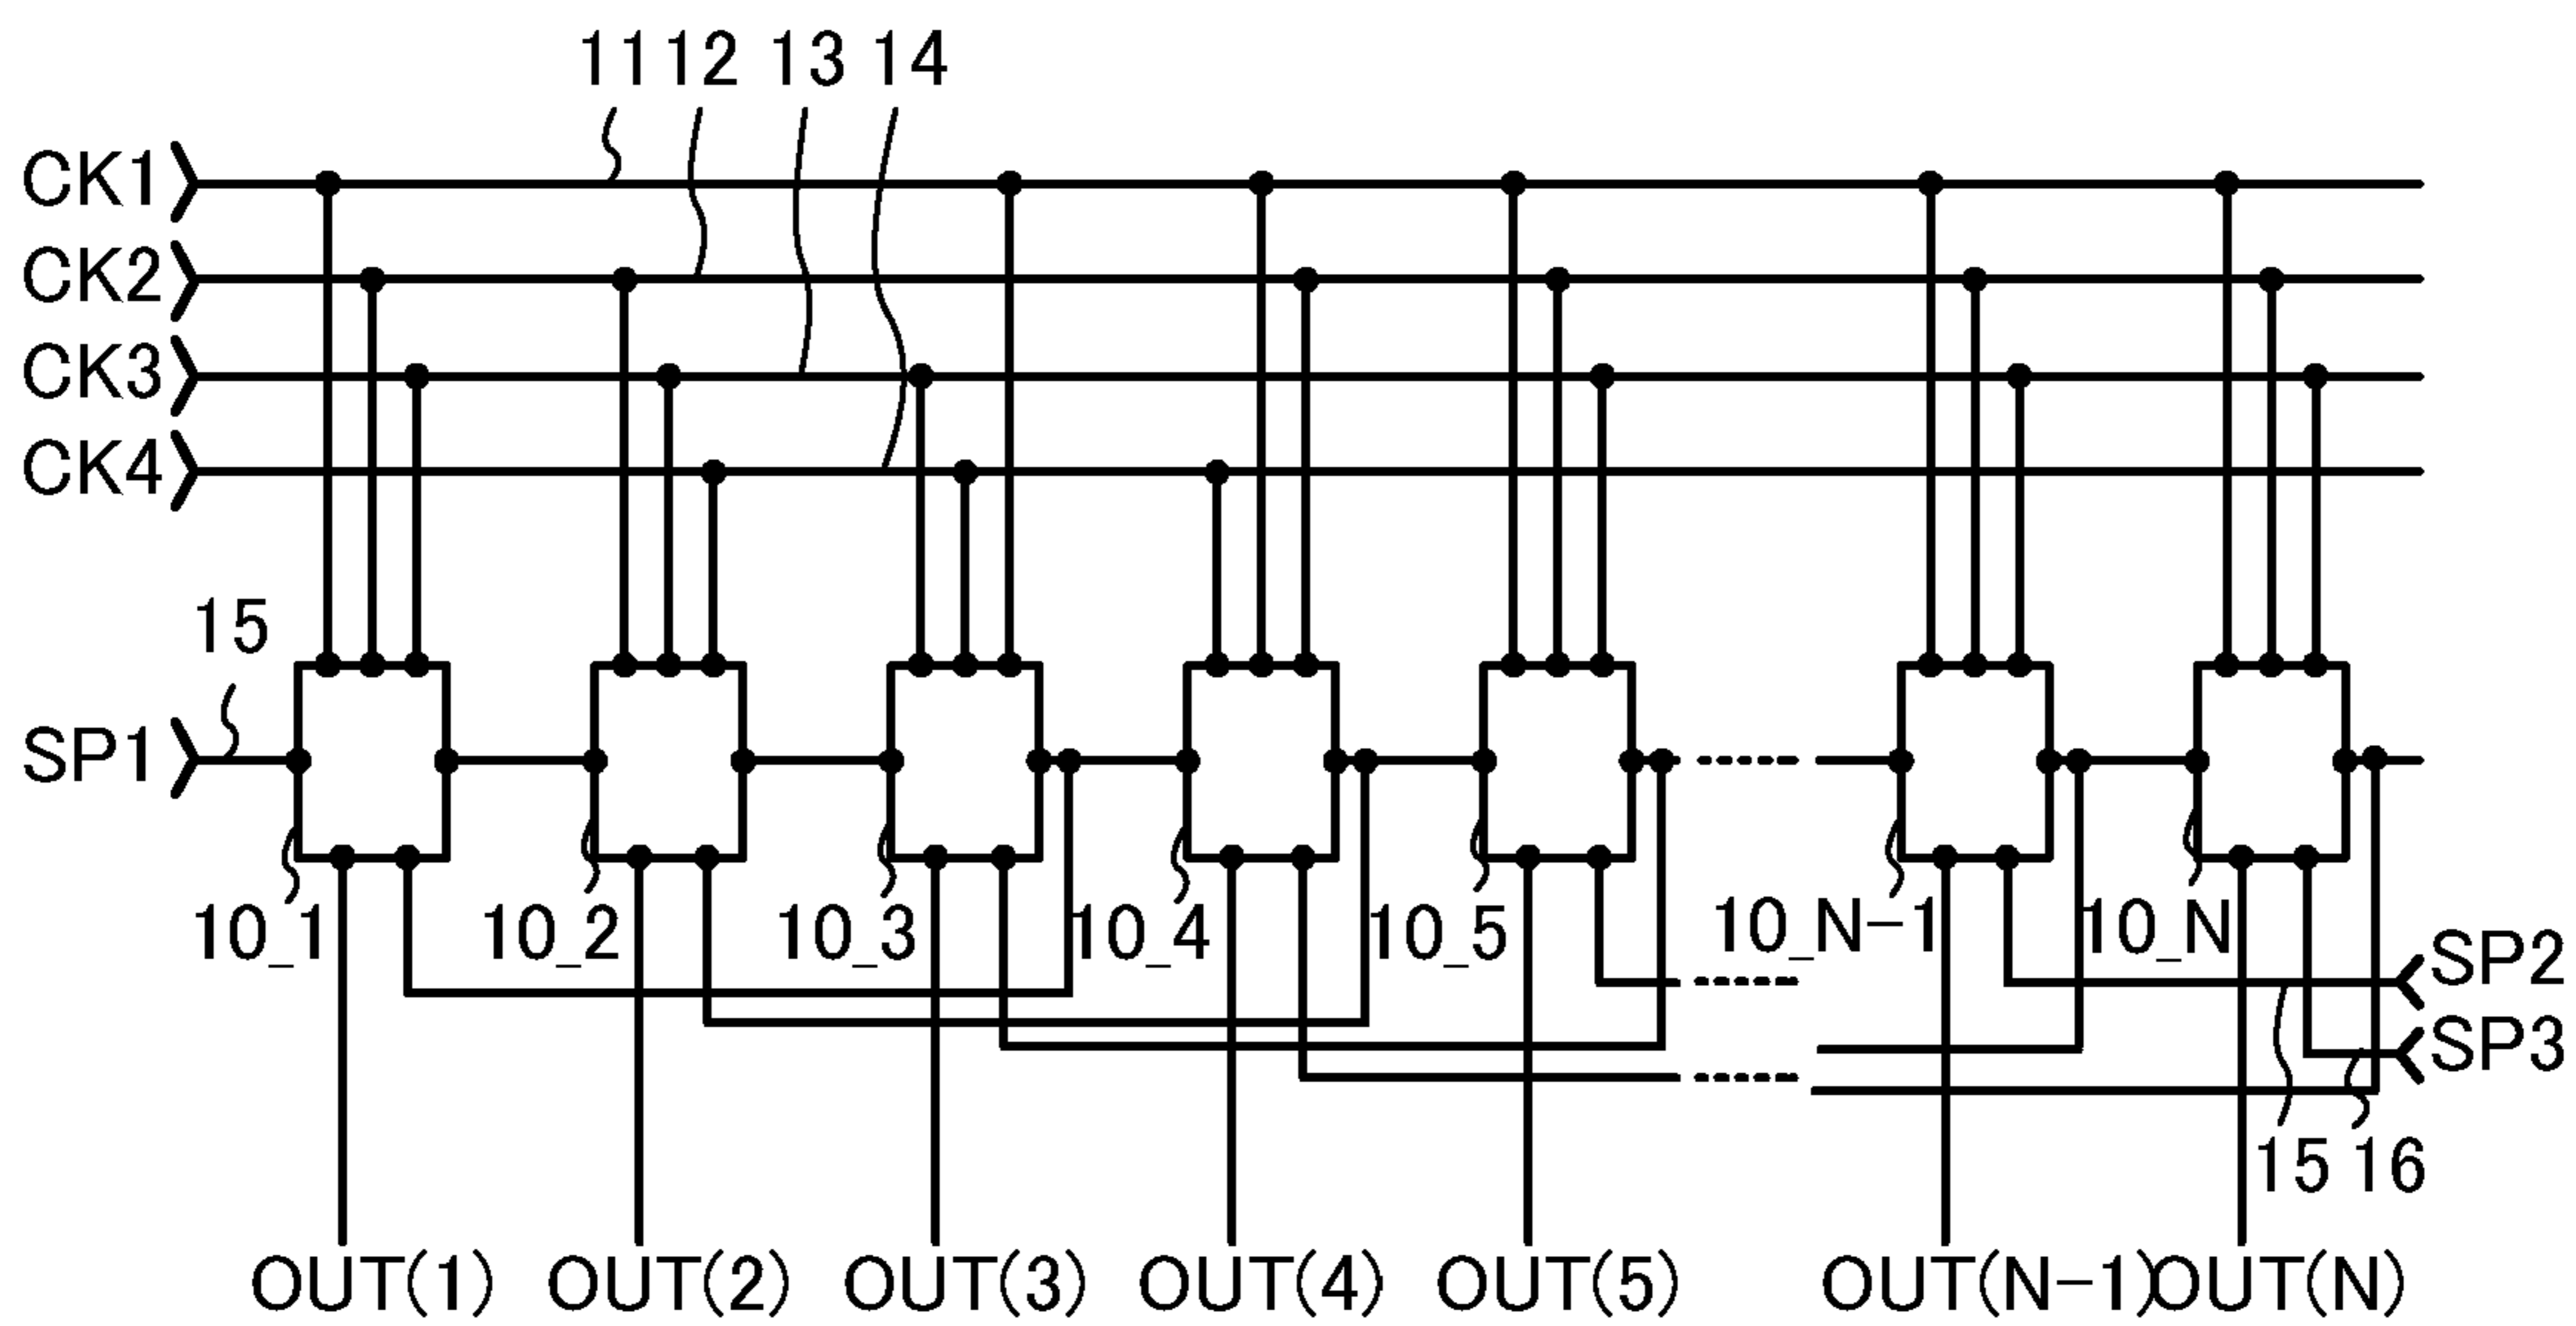 11 12 13 14
CK1
CK2
CK3
CK4
15
SP1
10_1 10_2 10_3 10_4 10_5 10_N-1 10_N
SP2
SP3
15 16
OUT(1) OUT(2) OUT(3) OUT(4) OUT(5) OUT(N-1) OUT(N)